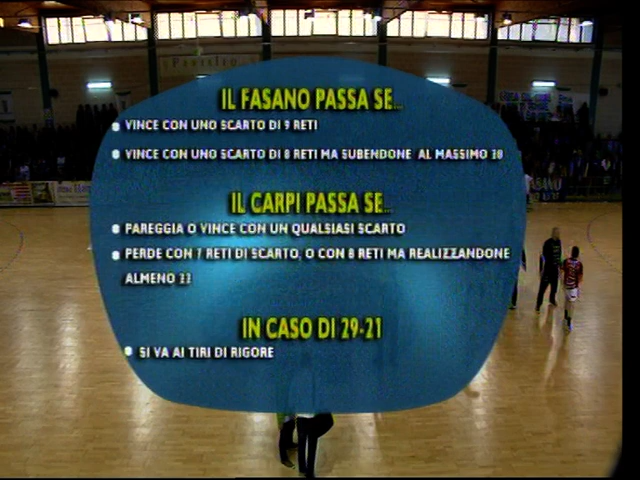 IL FASANO PASSA SE...
VINCE CON UNO SCARTO DI 9 RETI
VINCE CON UNO SCARTO DI 8 RETI MA SUBENDONE AL MASSIMO 20
IL CARPI PASSA SE...
PAREGGIA O VINCE CON UN QUALSIASI SCARTO
PERDE CON 7 RETI DI SCARTO, O CON 8 RETI MA REALIZZANDONE
ALMENO 22
IN CASO DI 29-21
SI VA AI TIRI DI RIGORE